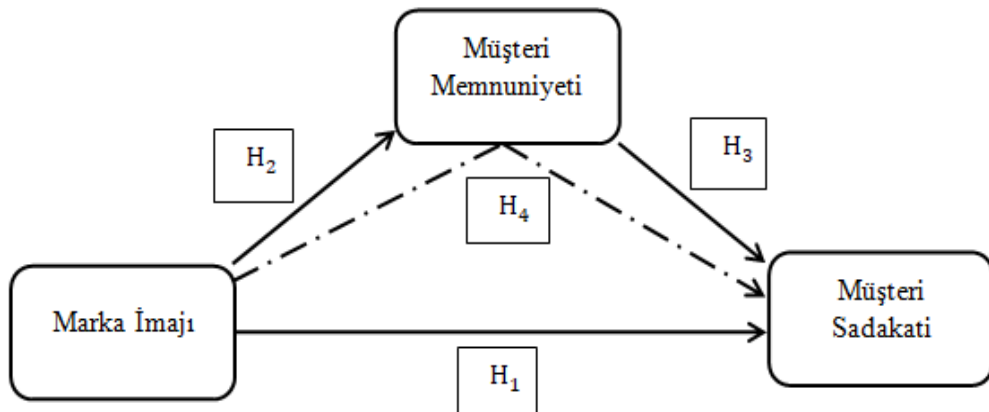 Müşteri
Memnuniyeti
H₂
H₃
H₄
Marka İmajı
Müşteri
Sadakati
H₁